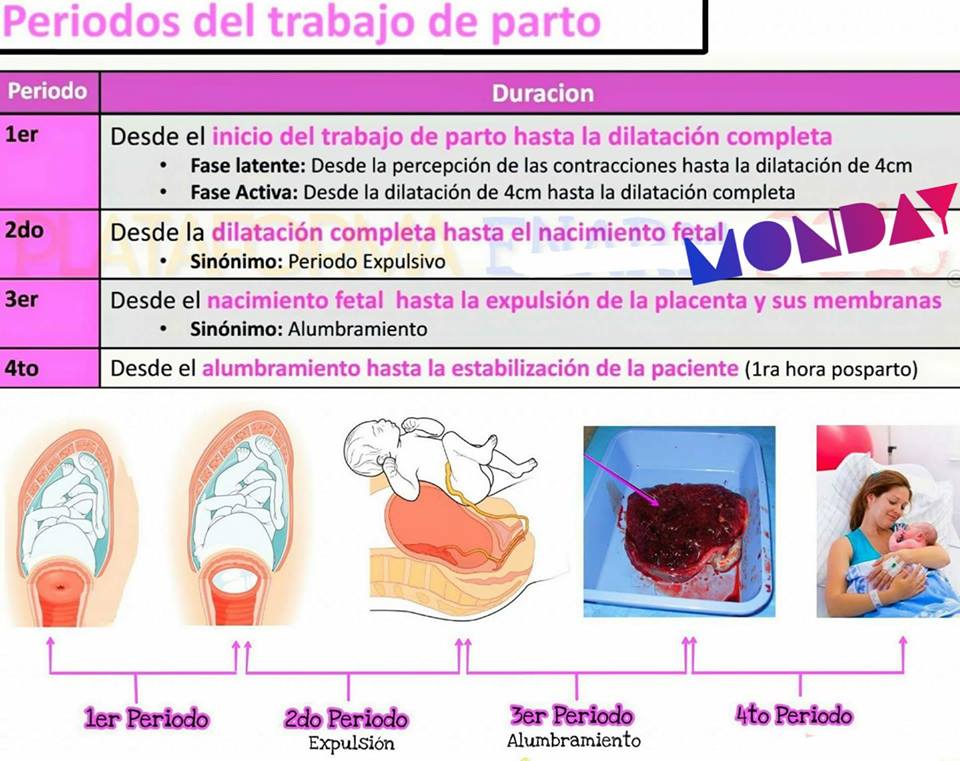 Periodos del trabajo de parto
Periodo
Duracion
1er
Desde el inicio del trabajo de parto hasta la dilatación completa
• Fase latente: Desde la percepción de las contracciones hasta la dilatación de 4cm
• Fase Activa: Desde la dilatación de 4cm hasta la dilatación completa
2do
Desde la dilatación completa hasta el nacimiento fetal
• Sinónimo: Periodo Expulsivo
MONDAY
PLATAFORMA
3er
Desde el nacimiento fetal hasta la expulsión de la placenta y sus membranas
• Sinónimo: Alumbramiento
4to
Desde el alumbramiento hasta la estabilización de la paciente (1ra hora posparto)
1er Periodo
2do Periodo
Expulsión
3er Periodo
Alumbramiento
4to Periodo